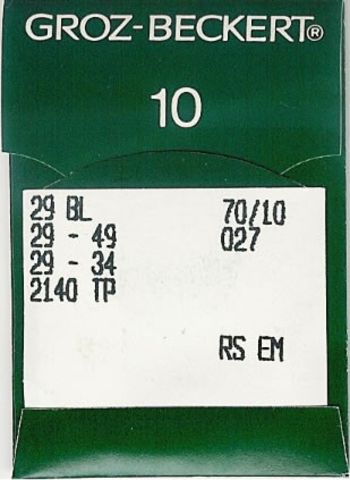 GROZ-BECKERT®
10
29 BL 70/10
29 - 49 027
29 - 34
2140 TP
RS EM